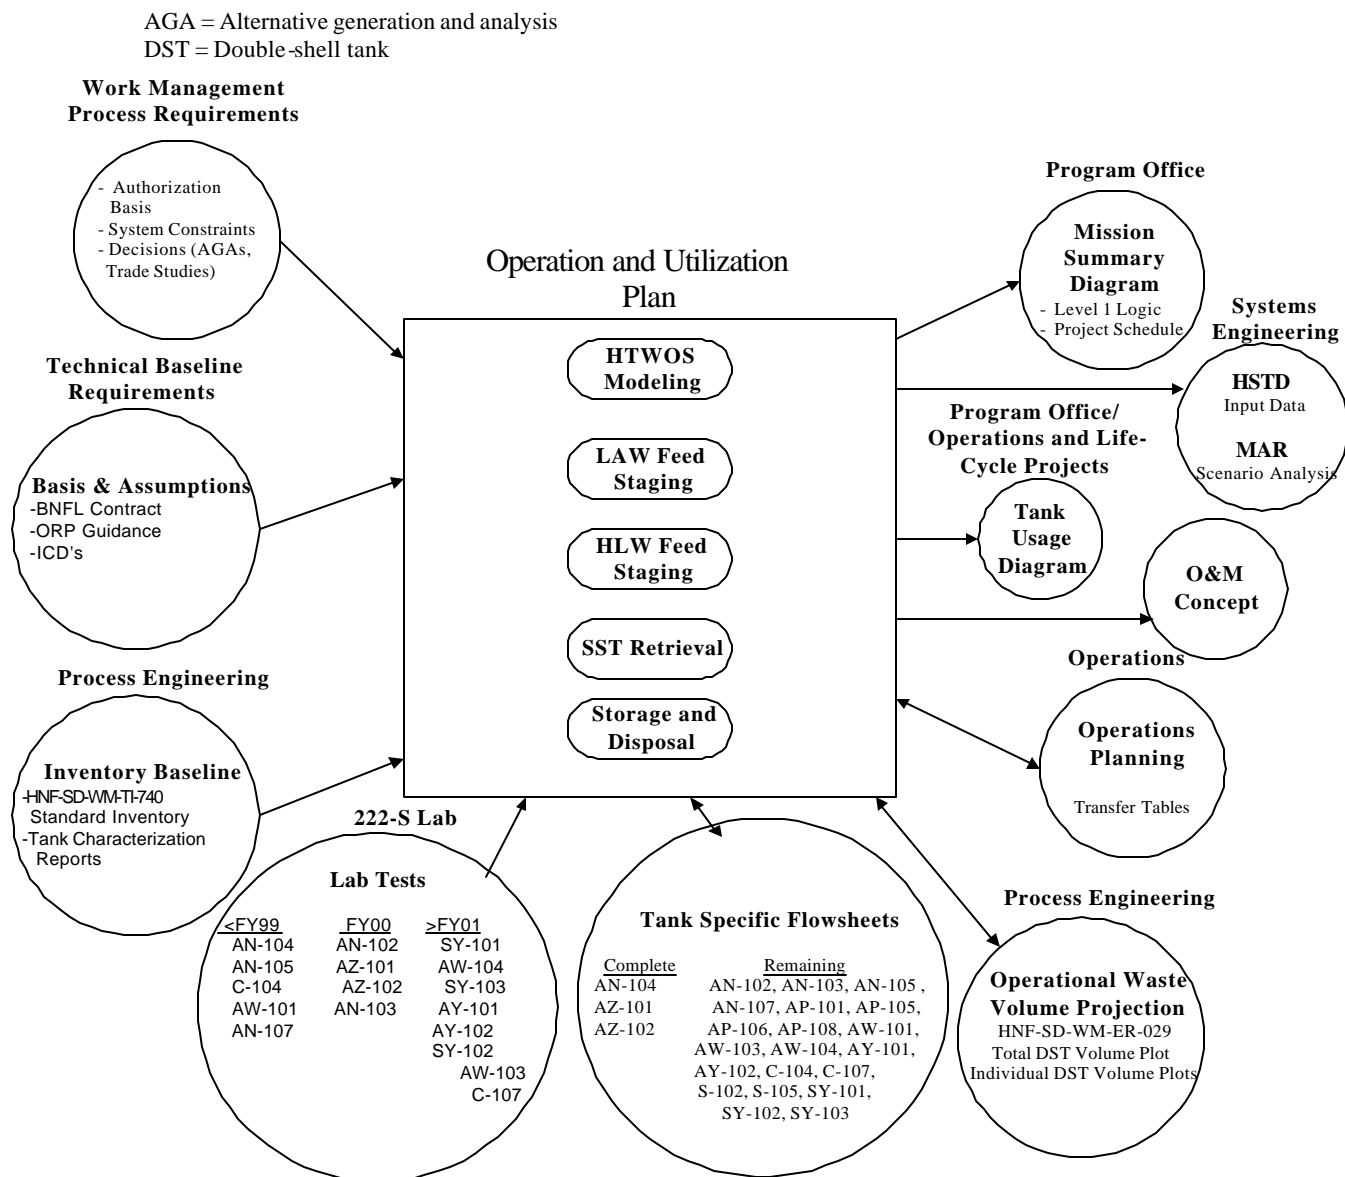 AGA = Alternative generation and analysis
DST = Double-shell tank
Work Management
Process Requirements
- Authorization
Basis
- System Constraints
- Decisions (AGAs,
Trade Studies)
Technical Baseline
Requirements
Basis & Assumptions
-BNFL Contract
-ORP Guidance
-ICD's
Process Engineering
Inventory Baseline
-HNF-SD-WM-TI-740
Standard Inventory
-Tank Characterization
Reports
222-S Lab
Lab Tests
<FY99
AN-104
AN-105
C-104
AW-101
AN-107
FY00
AN-102
AZ-101
AZ-102
AN-103
>FY01
SY-101
AW-104
SY-103
AY-101
AY-102
SY-102
AW-103
C-107
Operation and Utilization
Plan
HTWOS
Modeling
LAW Feed
Staging
HLW Feed
Staging
SST Retrieval
Storage and
Disposal
Tank Specific Flowsheets
Complete
AN-104
AZ-101
AZ-102
Remaining
AN-102, AN-103, AN-105 ,
AN-107, AP-101, AP-105,
AP-106, AP-108, AW-101,
AW-103, AW-104, AY-101,
AY-102, C-104, C-107,
S-102, S-105, SY-101,
SY-102, SY-103
Program Office
Mission
Summary
Diagram
- Level 1 Logic
- Project Schedule
Systems
Engineering
HSTD
Input Data
MAR
Scenario Analysis
Program Office/
Operations and Life-
Cycle Projects
Tank
Usage
Diagram
O&M
Concept
Operations
Operations
Planning
Transfer Tables
Process Engineering
Operational Waste
Volume Projection
HNF-SD-WM-ER-029
Total DST Volume Plot
Individual DST Volume Plots